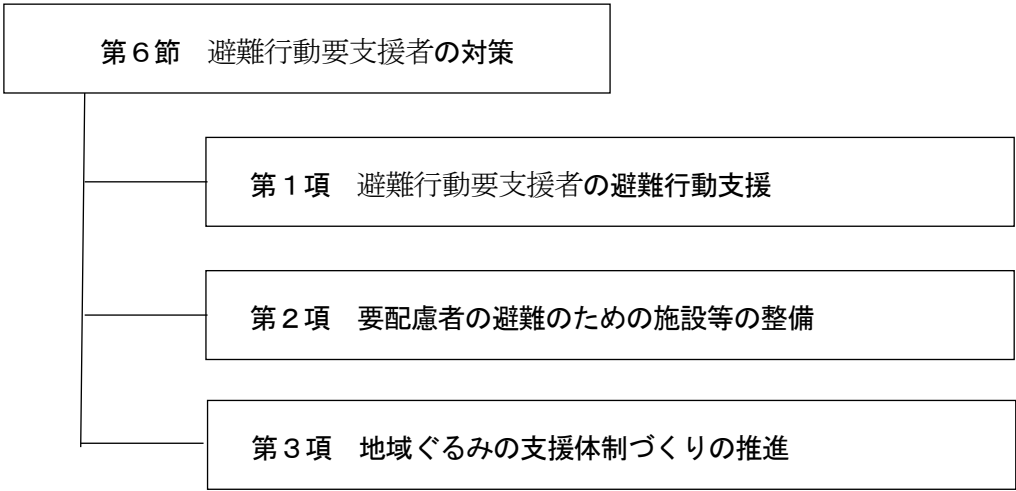 第６節　避難行動要支援者の対策
第１項　避難行動要支援者の避難行動支援
第２項　要配慮者の避難のための施設等の整備
第３項　地域ぐるみの支援体制づくりの推進